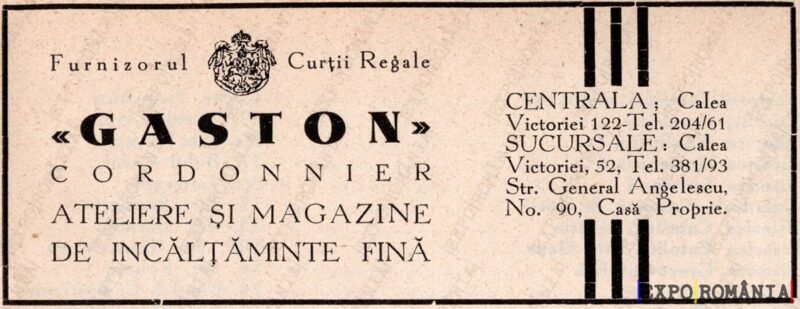 Furnizorul Curții Regale
«GASTON»
CORDONNIER
ATELIERE ȘI MAGAZINE
DE INCĂLȚĂMINTE FINĂ
CENTRALA; Calea
Victoriei 122-Tel. 204/61
SUCURSALE: Calea
Victoriei, 52, Tel. 381/93
Str. General Angelescu,
No. 90, Casă Proprie.
EXPO ROMÂNIA